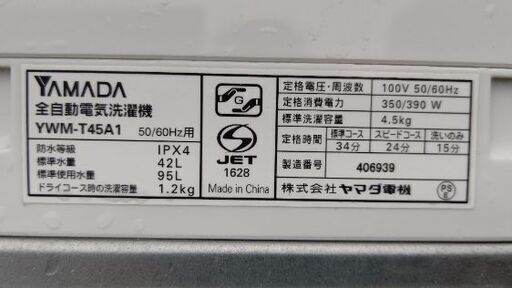 YAMADA
全自動電気洗濯機
YWM-T45A1 50/60Hz用
防水等級 IPX4
標準水量 42L
標準使用水量 95L
ドライコース時の洗濯容量 1.2kg
G
S
JET
1628
Made in China
定格電圧・周波数 100V 50/60Hz
定格消費電力 350/390 W
標準洗濯容量 4.5kg
定格時間 標準コース スピードコース 洗いのみ
34分 24分 15分
製造番号 406939
株式会社 ヤマダ電機
PS
E